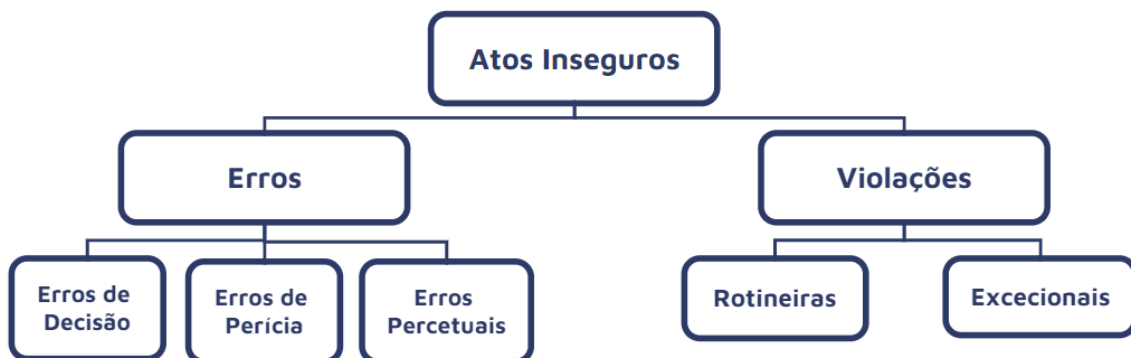 Atos Inseguros
Erros
Violações
Erros de
Decisão
Erros de
Perícia
Erros
Percetuais
Rotineiras
Excecionais